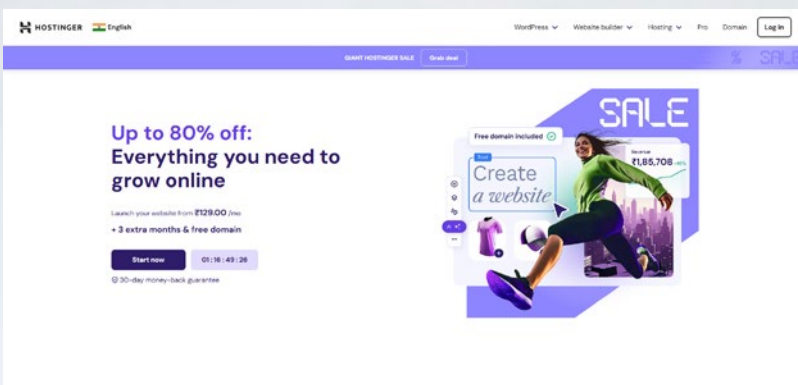 HOSTINGER
English
WordPress
Website builder
Hosting
Pro
Domain
Log in
GIANT HOSTINGER SALE
Grab deal
% SALE
SALE
Up to 80% off:
Everything you need to
grow online
Launch your website from ₹129.00 /mo
+ 3 extra months & free domain
Start now
01 : 16 : 49 : 26
30-day money-back guarantee
Free domain included
Text
Create
a website
Revenue
₹1,85,708
AI